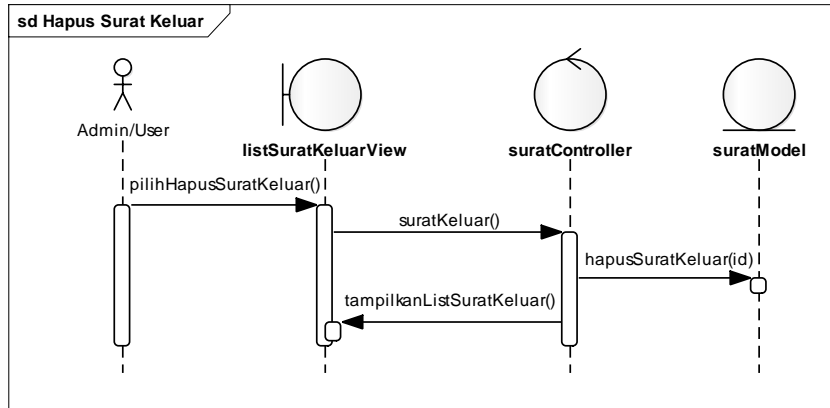 sd Hapus Surat Keluar
Admin/User
listSuratKeluarView
suratController
suratModel
pilihHapusSuratKeluar()
suratKeluar()
hapusSuratKeluar(id)
tampilkanListSuratKeluar()